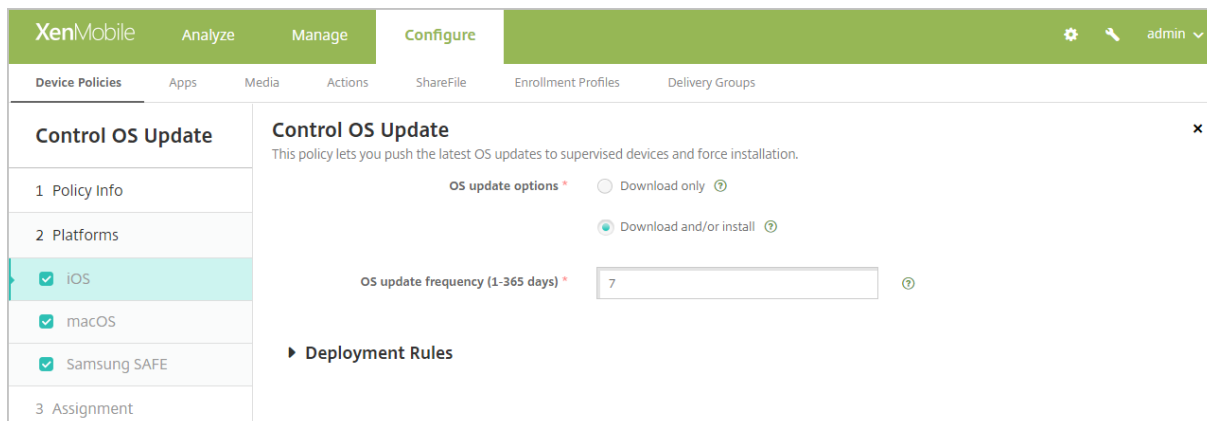 XenMobile Analyze Manage Configure admin
Device Policies Apps Media Actions ShareFile Enrollment Profiles Delivery Groups
Control OS Update
1 Policy Info
2 Platforms
iOS
macOS
Samsung SAFE
3 Assignment
Control OS Update
This policy lets you push the latest OS updates to supervised devices and force installation.
OS update options * Download only ?
Download and/or install ?
OS update frequency (1-365 days) * 7 ?
Deployment Rules